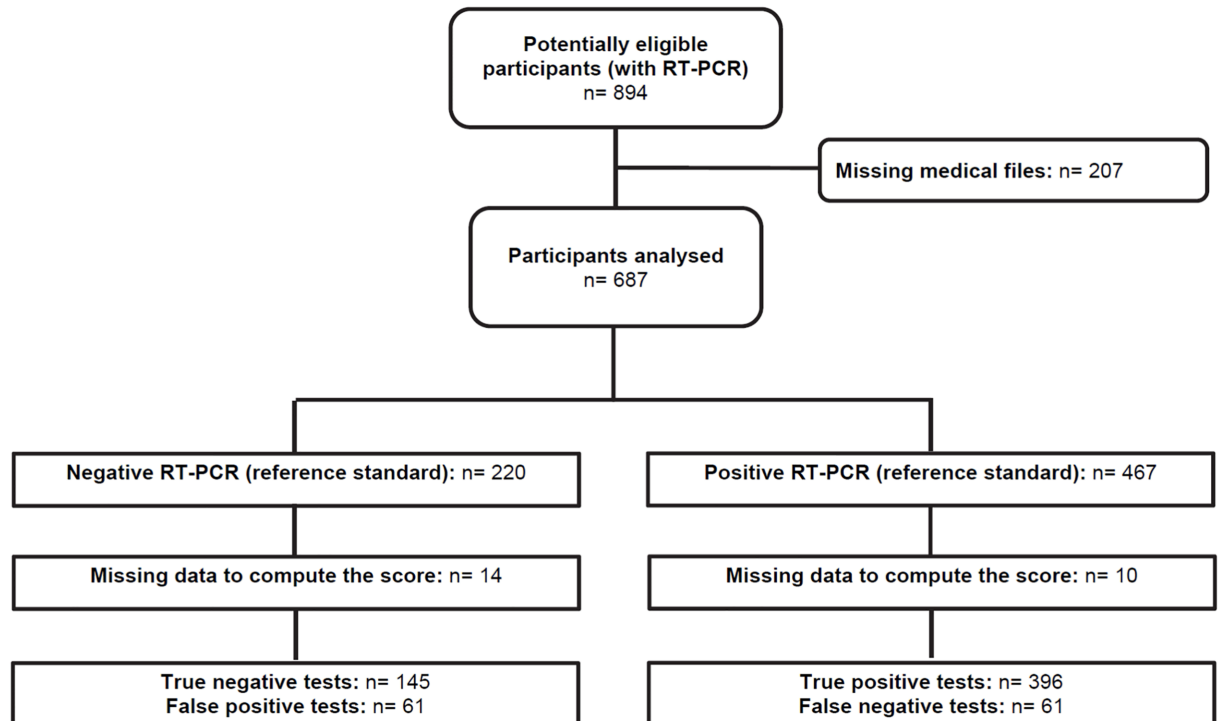 Potentially eligible
participants (with RT-PCR)
n= 894
Missing medical files: n= 207
Participants analysed
n= 687
Negative RT-PCR (reference standard): n= 220
Positive RT-PCR (reference standard): n= 467
Missing data to compute the score: n= 14
Missing data to compute the score: n= 10
True negative tests: n= 145
False positive tests: n= 61
True positive tests: n= 396
False negative tests: n= 61